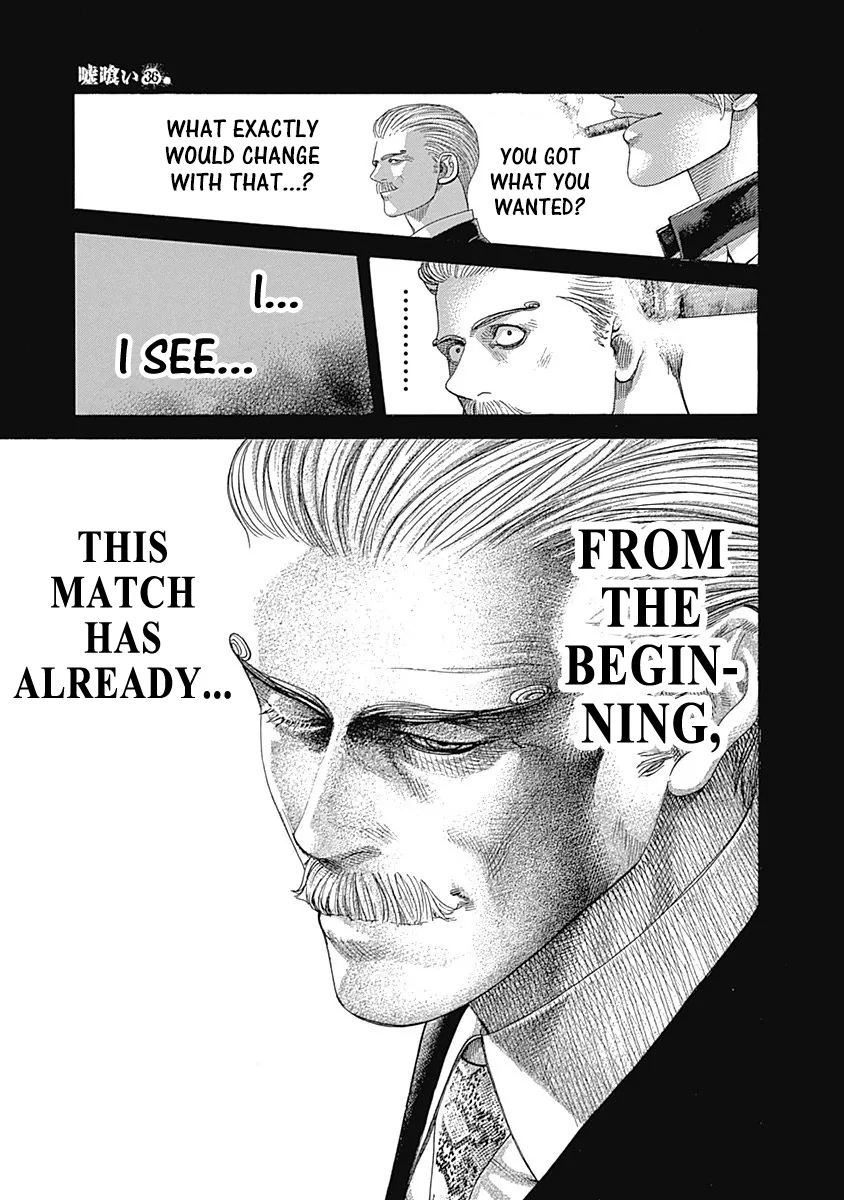 嘘喰い 36
YOU GOT
WHAT YOU
WANTED?
WHAT EXACTLY
WOULD CHANGE
WITH THAT...?
I...
I SEE...
FROM
THE
BEGIN-
NING,
THIS
MATCH
HAS
ALREADY...